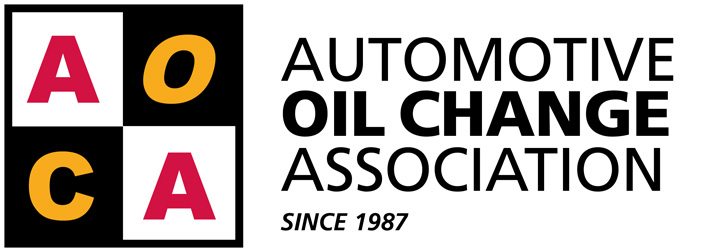 A O
C A
AUTOMOTIVE
OIL CHANGE
ASSOCIATION
SINCE 1987